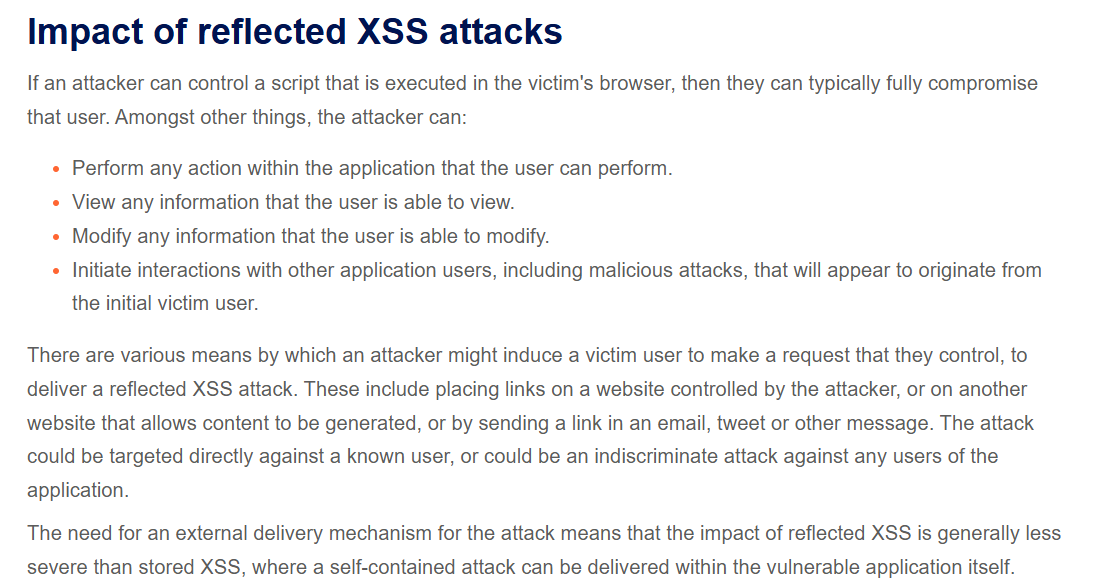 Impact of reflected XSS attacks
If an attacker can control a script that is executed in the victim's browser, then they can typically fully compromise
that user. Amongst other things, the attacker can:
• Perform any action within the application that the user can perform.
• View any information that the user is able to view.
• Modify any information that the user is able to modify.
• Initiate interactions with other application users, including malicious attacks, that will appear to originate from
the initial victim user.
There are various means by which an attacker might induce a victim user to make a request that they control, to
deliver a reflected XSS attack. These include placing links on a website controlled by the attacker, or on another
website that allows content to be generated, or by sending a link in an email, tweet or other message. The attack
could be targeted directly against a known user, or could be an indiscriminate attack against any users of the
application.
The need for an external delivery mechanism for the attack means that the impact of reflected XSS is generally less
severe than stored XSS, where a self-contained attack can be delivered within the vulnerable application itself.